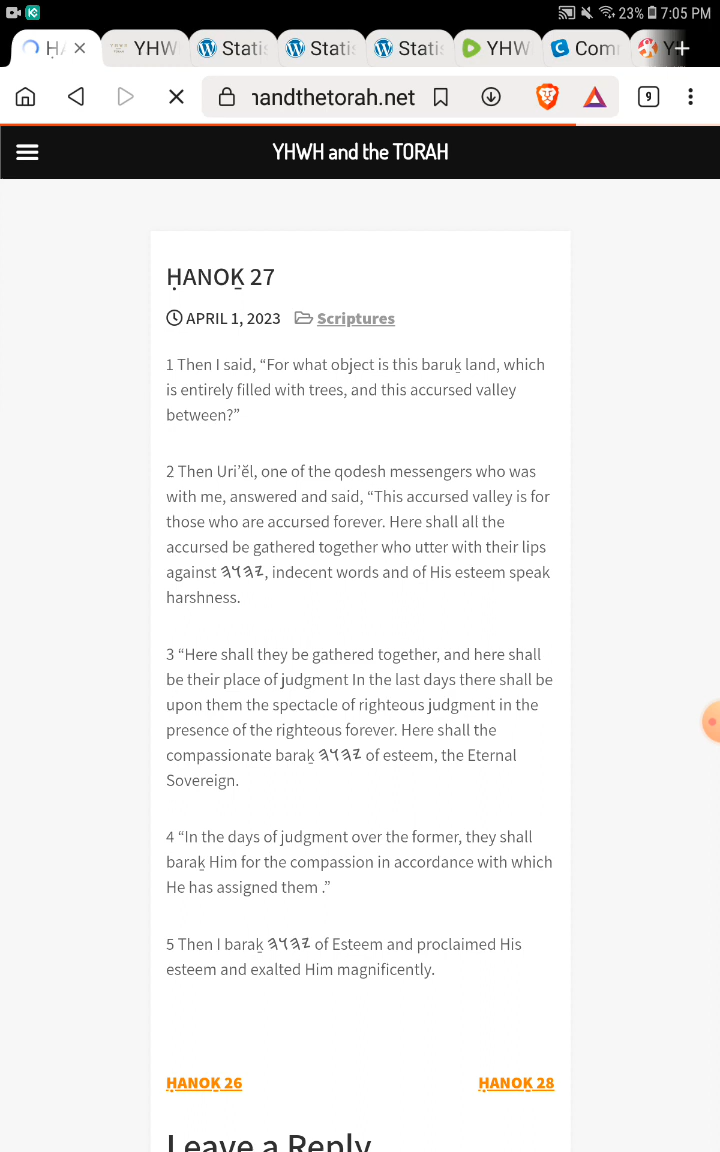 23% 7:05 PM
YHW Statis Statis Statis YHW Com
handthetorah.net 9
YHWH and the TORAH
ḤANOḴ 27
APRIL 1, 2023 Scriptures
1 Then I said, “For what object is this baruḵ land, which
is entirely filled with trees, and this accursed valley
between?”
2 Then Uri’ĕl, one of the qodesh messengers who was
with me, answered and said, “This accursed valley is for
those who are accursed forever. Here shall all the
accursed be gathered together who utter with their lips
against 𐤉𐤄𐤅𐤄, indecent words and of His esteem speak
harshness.
3 “Here shall they be gathered together, and here shall
be their place of judgment In the last days there shall be
upon them the spectacle of righteous judgment in the
presence of the righteous forever. Here shall the
compassionate baraḵ 𐤉𐤄𐤅𐤄 of esteem, the Eternal
Sovereign.
4 “In the days of judgment over the former, they shall
baraḵ Him for the compassion in accordance with which
He has assigned them .”
5 Then I baraḵ 𐤉𐤄𐤅𐤄 of Esteem and proclaimed His
esteem and exalted Him magnificently.
ḤANOḴ 26 ḤANOḴ 28
Leave a Reply